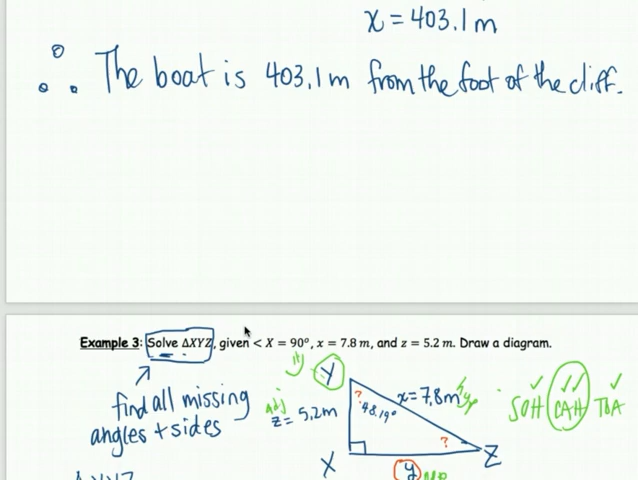 x = 403.1 m
∴ The boat is 403.1 m from the foot of the cliff.
Example 3: Solve ΔXYZ, given < X = 90°, x = 7.8 m, and z = 5.2 m. Draw a diagram.
find all missing
angles + sides
Y
? 48.19°
x = 7.8m hyp
adj
z = 5.2m
SOH CAH TOA
?
X
y
Z